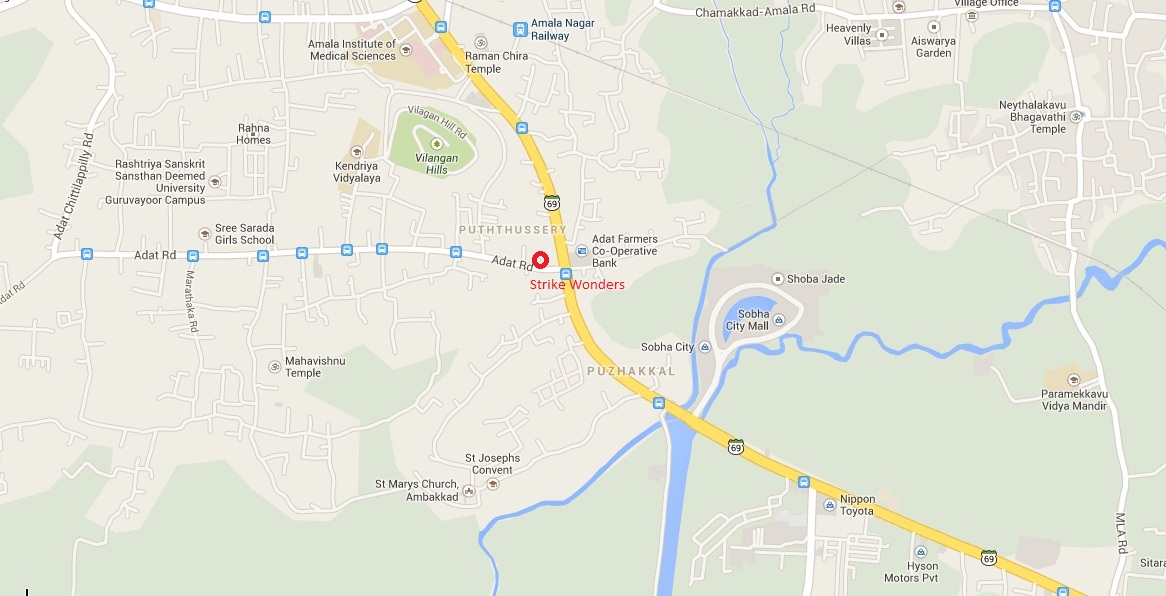 Village Office
Chamakkad-Amala Rd
Amala Nagar
Railway
Heavenly
Villas
Aiswarya
Garden
Amala Institute of
Medical Sciences
Raman Chira
Temple
Neythalakavu
Bhagavathi
Temple
Vilagan Hill Rd
Rahna
Homes
Vilangan
Hills
Kendriya
Vidyalaya
Rashtriya Sanskrit
Sansthan Deemed
University
Guruvayoor Campus
Adat Chittilappilly Rd
69
PUTHTHUSSERY
Sree Sarada
Girls School
Adat Farmers
Co-Operative
Bank
Adat Rd
Adat Rd
Adat Rd
Strike Wonders
Shoba Jade
Marathaka Rd
Sobha
City Mall
Sobha City
Mahavishnu
Temple
PUZHAKKAL
Paramekkavu
Vidya Mandir
69
St Josephs
Convent
St Marys Church,
Ambakkad
Nippon
Toyota
MLA Rd
69
Hyson
Motors Pvt
Sitara